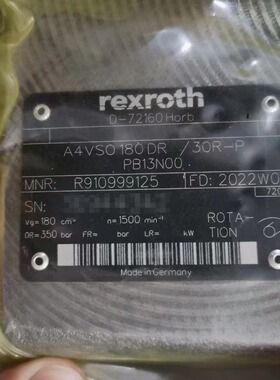 rexroth
D-72160 Horb
A4VSO 180 DR /30R-P
PB13N00
MNR: R910999125 FD: 2022W0
SN:
Vg=180 cm³ n=1500 min⁻¹ ROTA-
DR=350 bar FR= bar LR= kW TION
Made in Germany